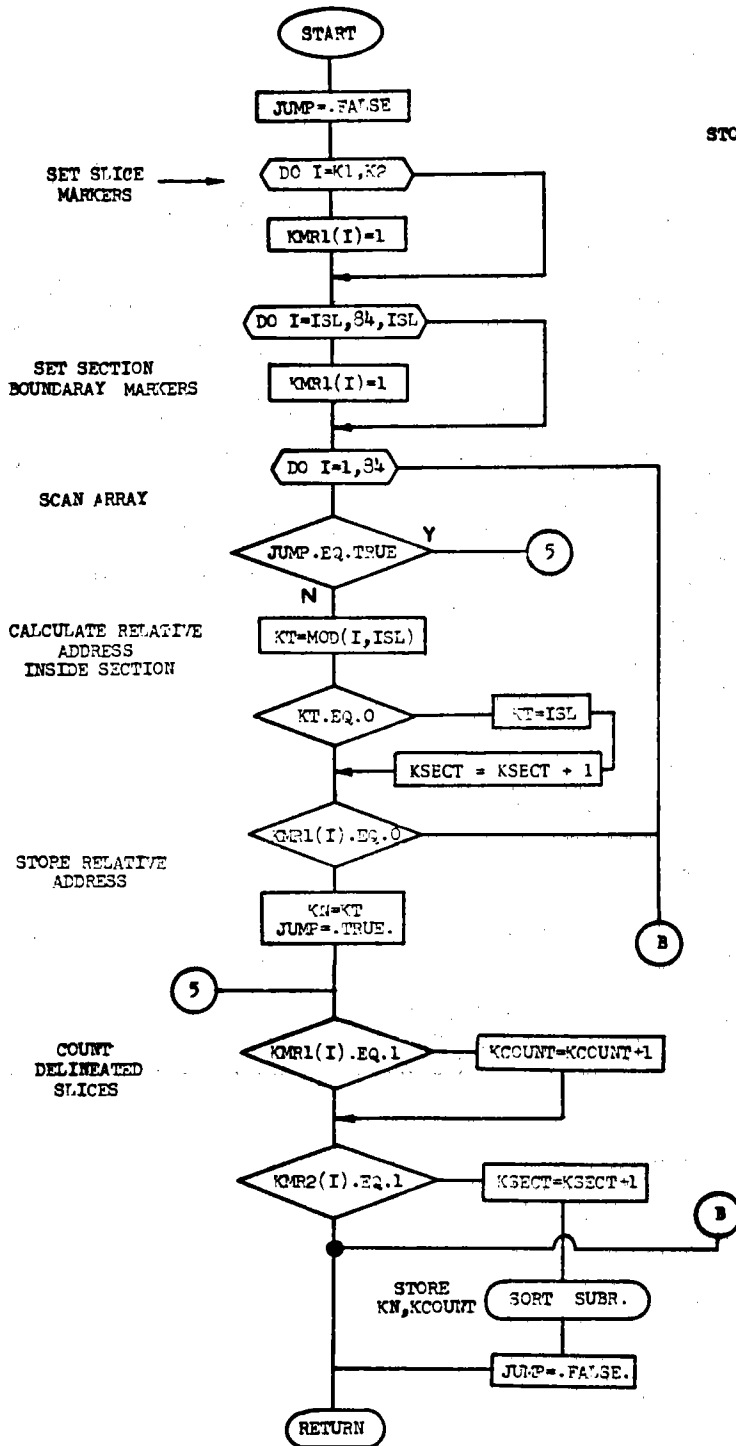 START
JUMP=.FALSE
STO
SET SLICE
MARKERS
DO I=K1,K2
KMR1(I)=1
DO I=ISL,84,ISL
SET SECTION
BOUNDARAY MARKERS
KMR1(I)=1
DO I=1,84
SCAN ARRAY
JUMP.EQ.TRUE
Y
5
N
CALCULATE RELATIVE
ADDRESS
INSIDE SECTION
KT=MOD(I,ISL)
KT.EQ.0
KT=ISL
KSECT = KSECT + 1
KMR1(I).EQ.0
STORE RELATIVE
ADDRESS
KN=KT
JUMP=.TRUE.
B
5
COUNT
DELINEATED
SLICES
KMR1(I).EQ.1
KCOUNT=KCOUNT+1
KMR2(I).EQ.1
KSECT=KSECT+1
B
STORE
KN,KCOUNT
SORT SUBR.
JUMP=.FALSE.
RETURN